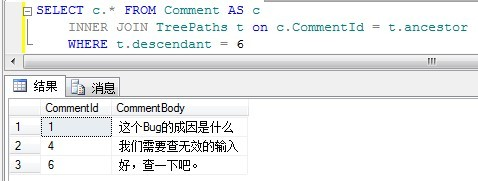 SELECT c.* FROM Comment AS c
INNER JOIN TreePaths t on c.CommentId = t.ancestor
WHERE t.descendant = 6
结果 消息
CommentId CommentBody
1 1 这个Bug的成因是什么
2 4 我们需要查无效的输入
3 6 好，查一下吧。